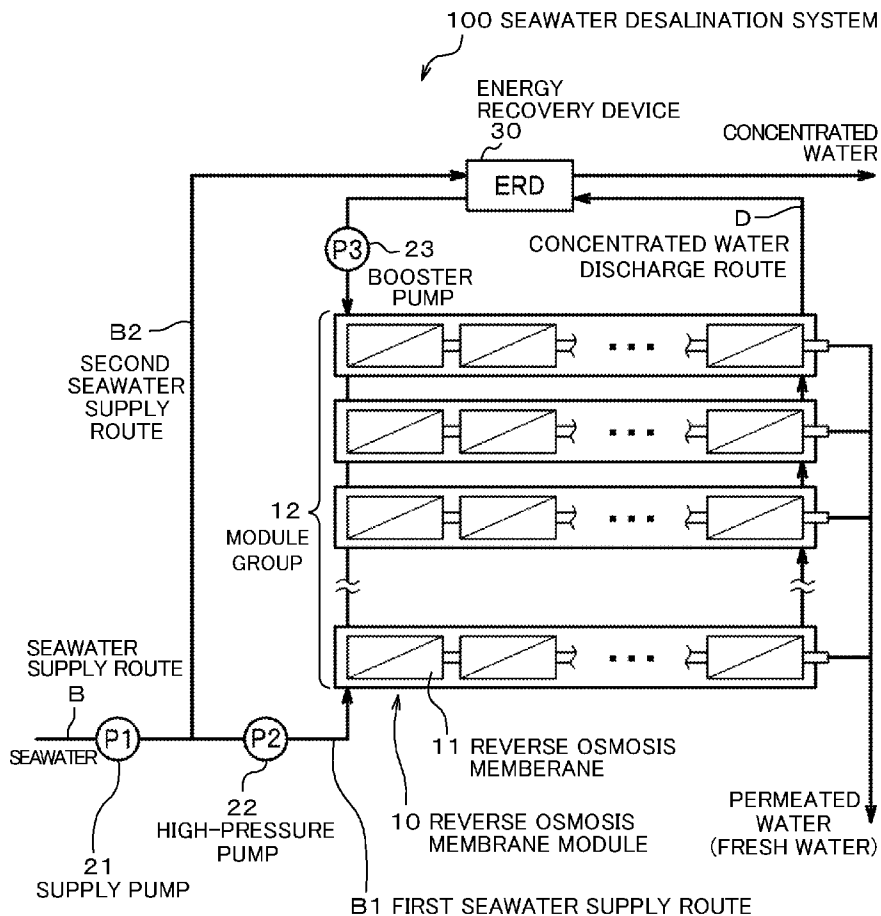 100 SEAWATER DESALINATION SYSTEM
ENERGY
RECOVERY DEVICE
30
ERD
CONCENTRATED
WATER
D
CONCENTRATED WATER
DISCHARGE ROUTE
P3
23
BOOSTER
PUMP
B2
SECOND
SEAWATER
SUPPLY
ROUTE
12
MODULE
GROUP
SEAWATER
SUPPLY ROUTE
B
SEAWATER
P1
P2
11 REVERSE OSMOSIS
MEMBERANE
22
HIGH-PRESSURE
PUMP
10 REVERSE OSMOSIS
MEMBRANE MODULE
PERMEATED
WATER
(FRESH WATER)
21
SUPPLY PUMP
B1 FIRST SEAWATER SUPPLY ROUTE